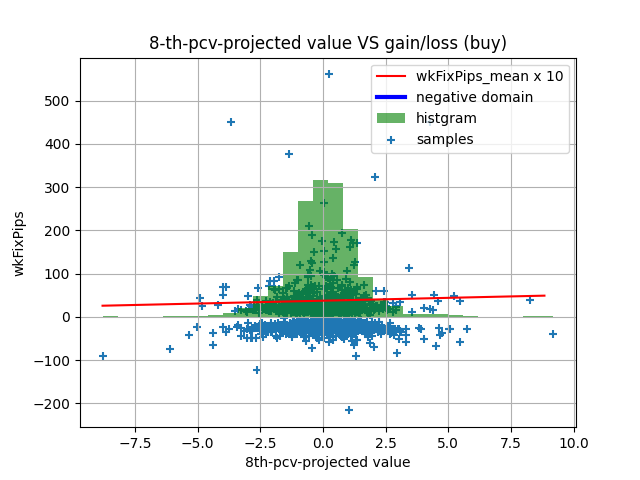 8-th-pcv-projected value VS gain/loss (buy)
wkFixPips_mean x 10
negative domain
histgram
samples
wkFixPips
500
400
300
200
100
0
−100
−200
−7.5 −5.0 −2.5 0.0 2.5 5.0 7.5 10.0
8th-pcv-projected value